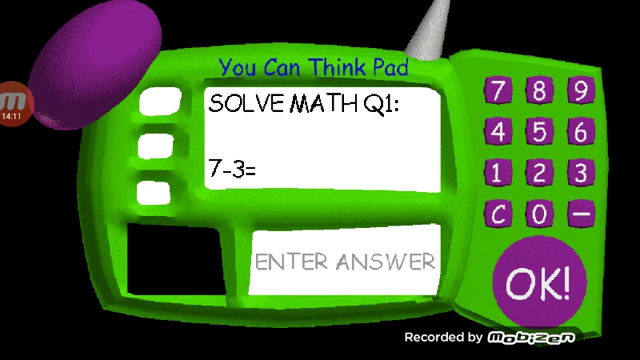 You Can Think Pad
SOLVE MATH Q1:
7-3=
ENTER ANSWER
7 8 9
4 5 6
1 2 3
C 0 −
OK!
14:11
Recorded by Mobizen